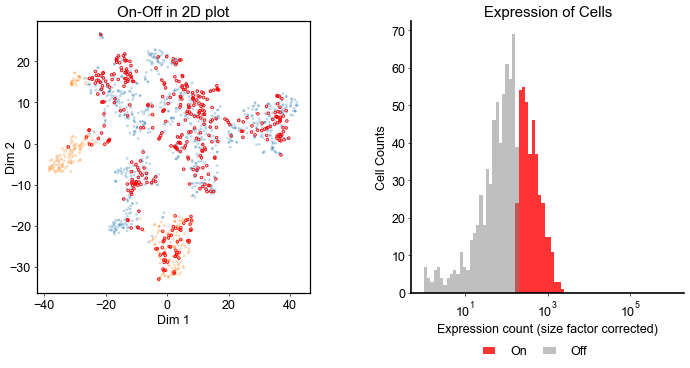 On-Off in 2D plot
20
10
0
−10
−20
−30
Dim 2
−40
−20
0
20
40
Dim 1
Expression of Cells
70
60
50
40
30
20
10
0
Cell Counts
10^1
10^3
10^5
Expression count (size factor corrected)
On
Off